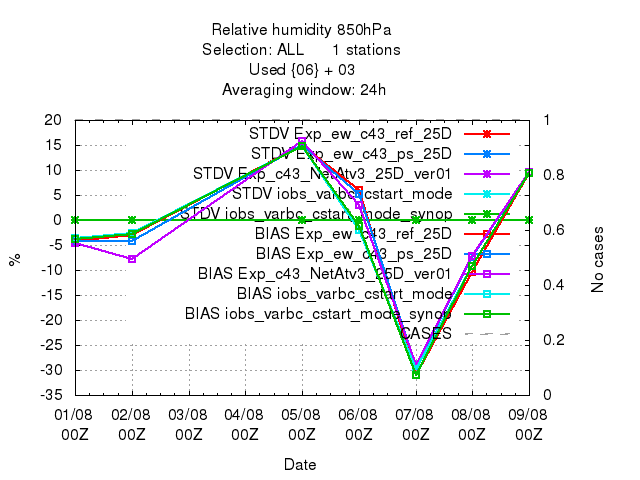 Relative humidity 850hPa
Selection: ALL 1 stations
Used {06} + 03
Averaging window: 24h
20
15
10
5
0
-5
-10
-15
-20
-25
-30
-35
%
STDV Exp_ew_c43_ref_25D
STDV Exp_ew_c43_ps_25D
STDV Exp_c43_NetAtv3_25D_ver01
STDV iobs_varbc_cstart_mode
STDV iobs_varbc_cstart_mode_synop
BIAS Exp_ew_c43_ref_25D
BIAS Exp_ew_c43_ps_25D
BIAS Exp_c43_NetAtv3_25D_ver01
BIAS iobs_varbc_cstart_mode
BIAS iobs_varbc_cstart_mode_synop
CASES
1
0.8
0.6
0.4
0.2
0
No cases
01/08 02/08 03/08 04/08 05/08 06/08 07/08 08/08 09/08
00Z 00Z 00Z 00Z 00Z 00Z 00Z 00Z 00Z
Date